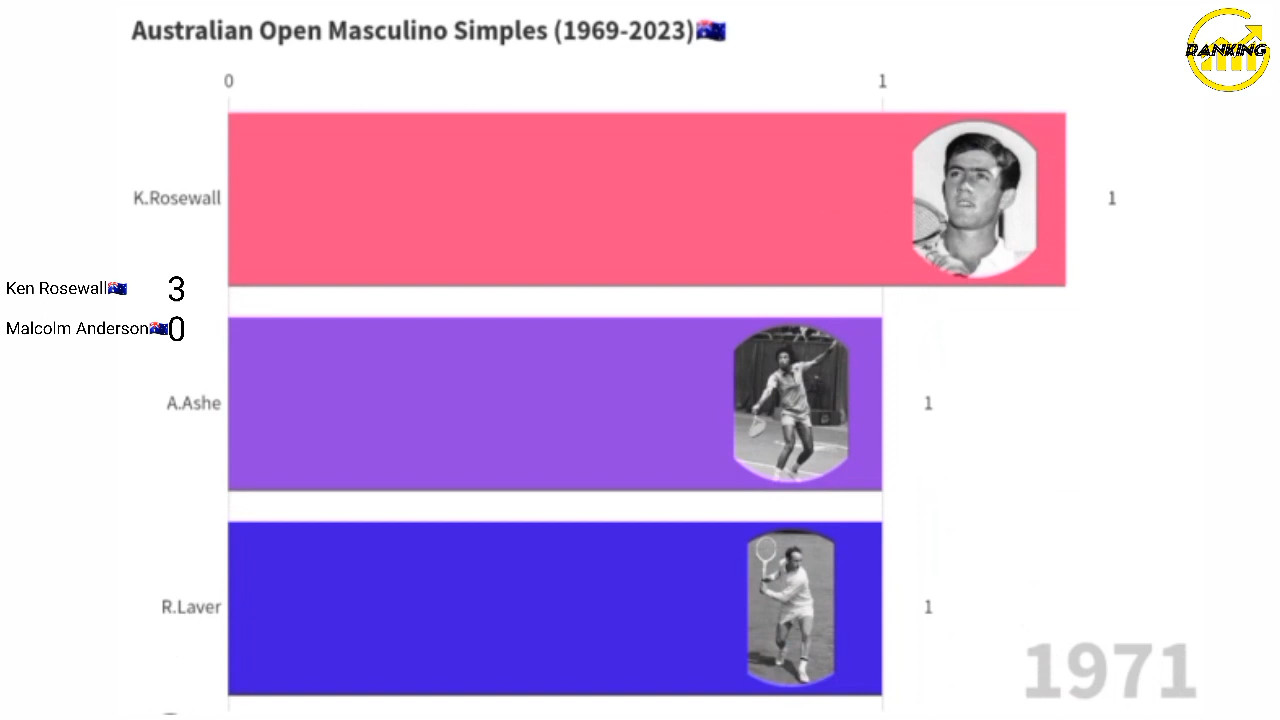 Australian Open Masculino Simples (1969-2023)
RANKING
0 1
K.Rosewall 1
Ken Rosewall 3
Malcolm Anderson 0
A.Ashe 1
R.Laver 1
1971